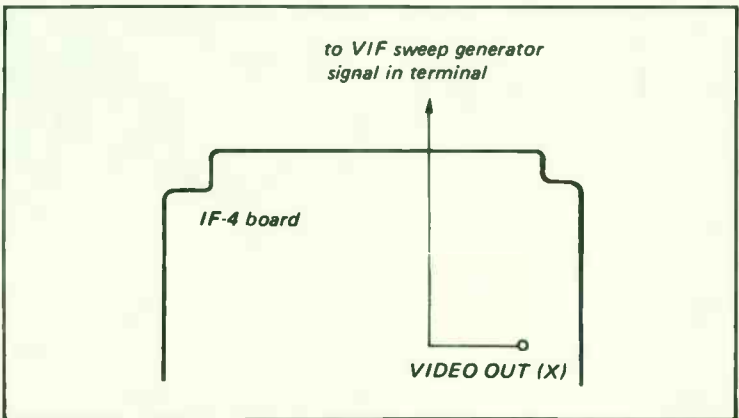 to VIF sweep generator
signal in terminal
IF-4 board
VIDEO OUT (X)